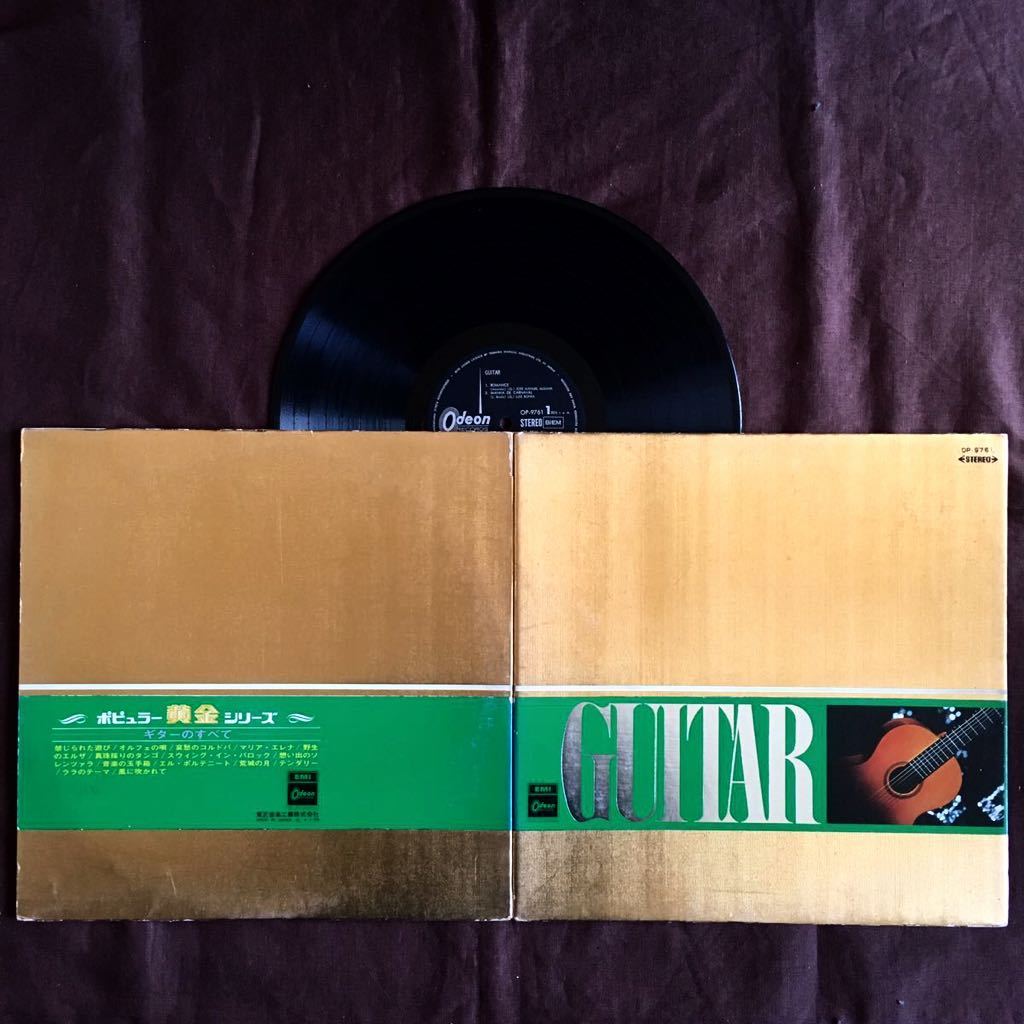 GUITAR
1. ROMANCE
2. MANHA DE CARNAVAL
Odeon
RECORDS
OP-9761
1
STEREO
OP-9761
STEREO
ポピュラー黄金シリーズ
ギターのすべて
禁じられた遊び/オルフェの唄/哀愁のコルドバ/マリア・エレナ/野生
のエルザ/真珠採りのタンゴ/スウィング・イン・バロック/想い出のソ
レンツァラ/音楽の玉手箱/エル・ポルテニート/荒城の月/テンダリー
/ララのテーマ/風に吹かれて
EMI
Odeon
東芝音楽工業株式会社
EMI
Odeon
GUITAR